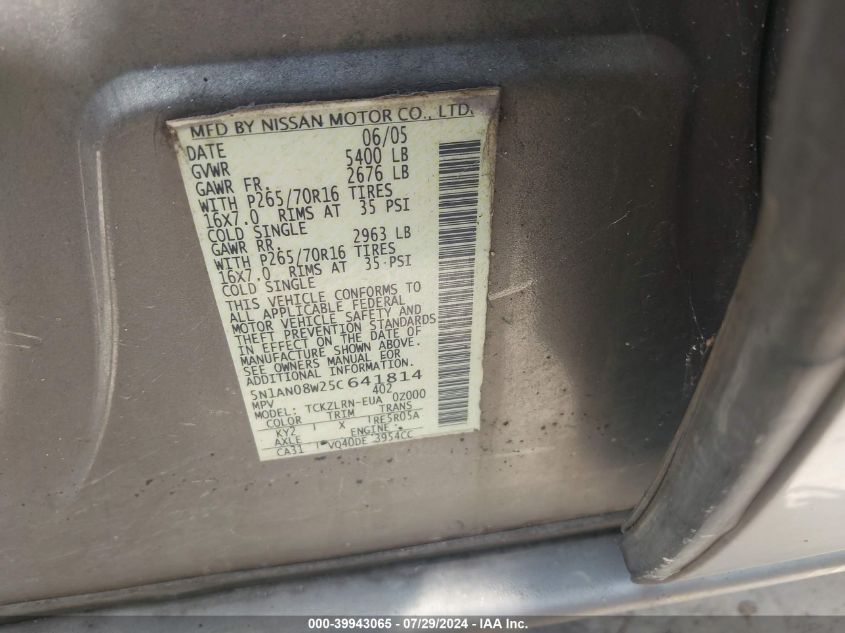 MFD BY NISSAN MOTOR CO., LTD.
DATE 06/05
GVWR 5400 LB
GAWR FR. 2676 LB
WITH P265/70R16 TIRES
16X7.0 RIMS AT 35 PSI
COLD SINGLE
GAWR RR. 2963 LB
WITH P265/70R16 TIRES
16X7.0 RIMS AT 35 PSI
COLD SINGLE
THIS VEHICLE CONFORMS TO
ALL APPLICABLE FEDERAL
MOTOR VEHICLE SAFETY AND
THEFT PREVENTION STANDARDS
IN EFFECT ON THE DATE OF
MANUFACTURE SHOWN ABOVE.
SEE OWNERS MANUAL FOR
ADDITIONAL INFORMATION.
5N1AN08W25C641814
MPV 402
MODEL: TCKZLRN-EUA 02000
COLOR TRIM TRANS
KY2 X RE5R05A
AXLE ENGINE
CA31 VQ40DE 3954CC
000-39943065 / 07/29/2024 - IAA Inc.